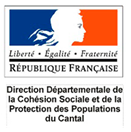 Liberté • Égalité • Fraternité
RÉPUBLIQUE FRANÇAISE
Direction Départementale de
la Cohésion Sociale et de la
Protection des Populations
du Cantal